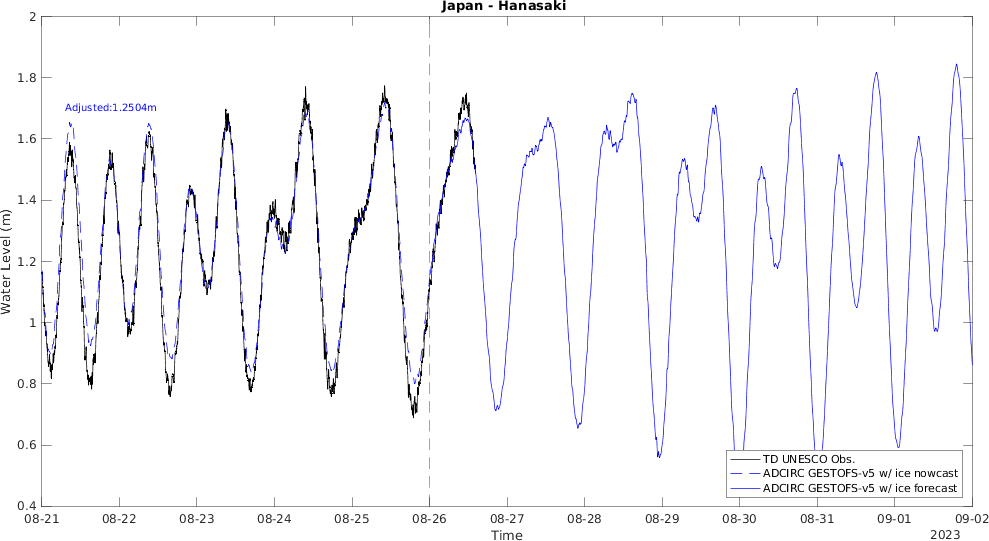 Japan - Hanasaki
Adjusted:1.2504m
Water Level (m)
2
1.8
1.6
1.4
1.2
1
0.8
0.6
0.4
TD UNESCO Obs.
ADCIRC GESTOFS-v5 w/ ice nowcast
ADCIRC GESTOFS-v5 w/ ice forecast
08-21 08-22 08-23 08-24 08-25 08-26 08-27 08-28 08-29 08-30 08-31 09-01 09-02
Time
2023